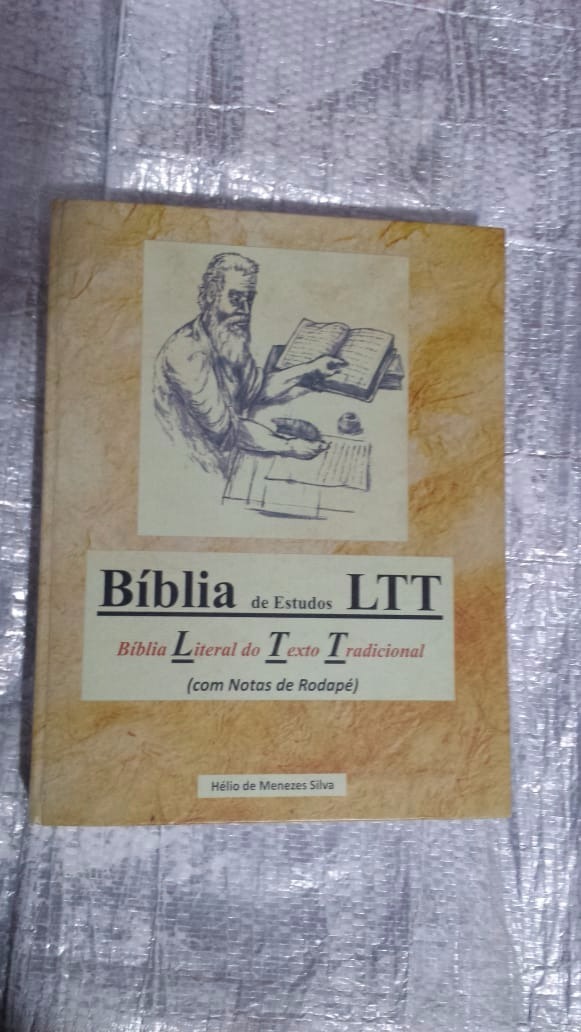 Bíblia de Estudos LTT
Bíblia Literal do Texto Tradicional
(com Notas de Rodapé)
Hélio de Menezes Silva